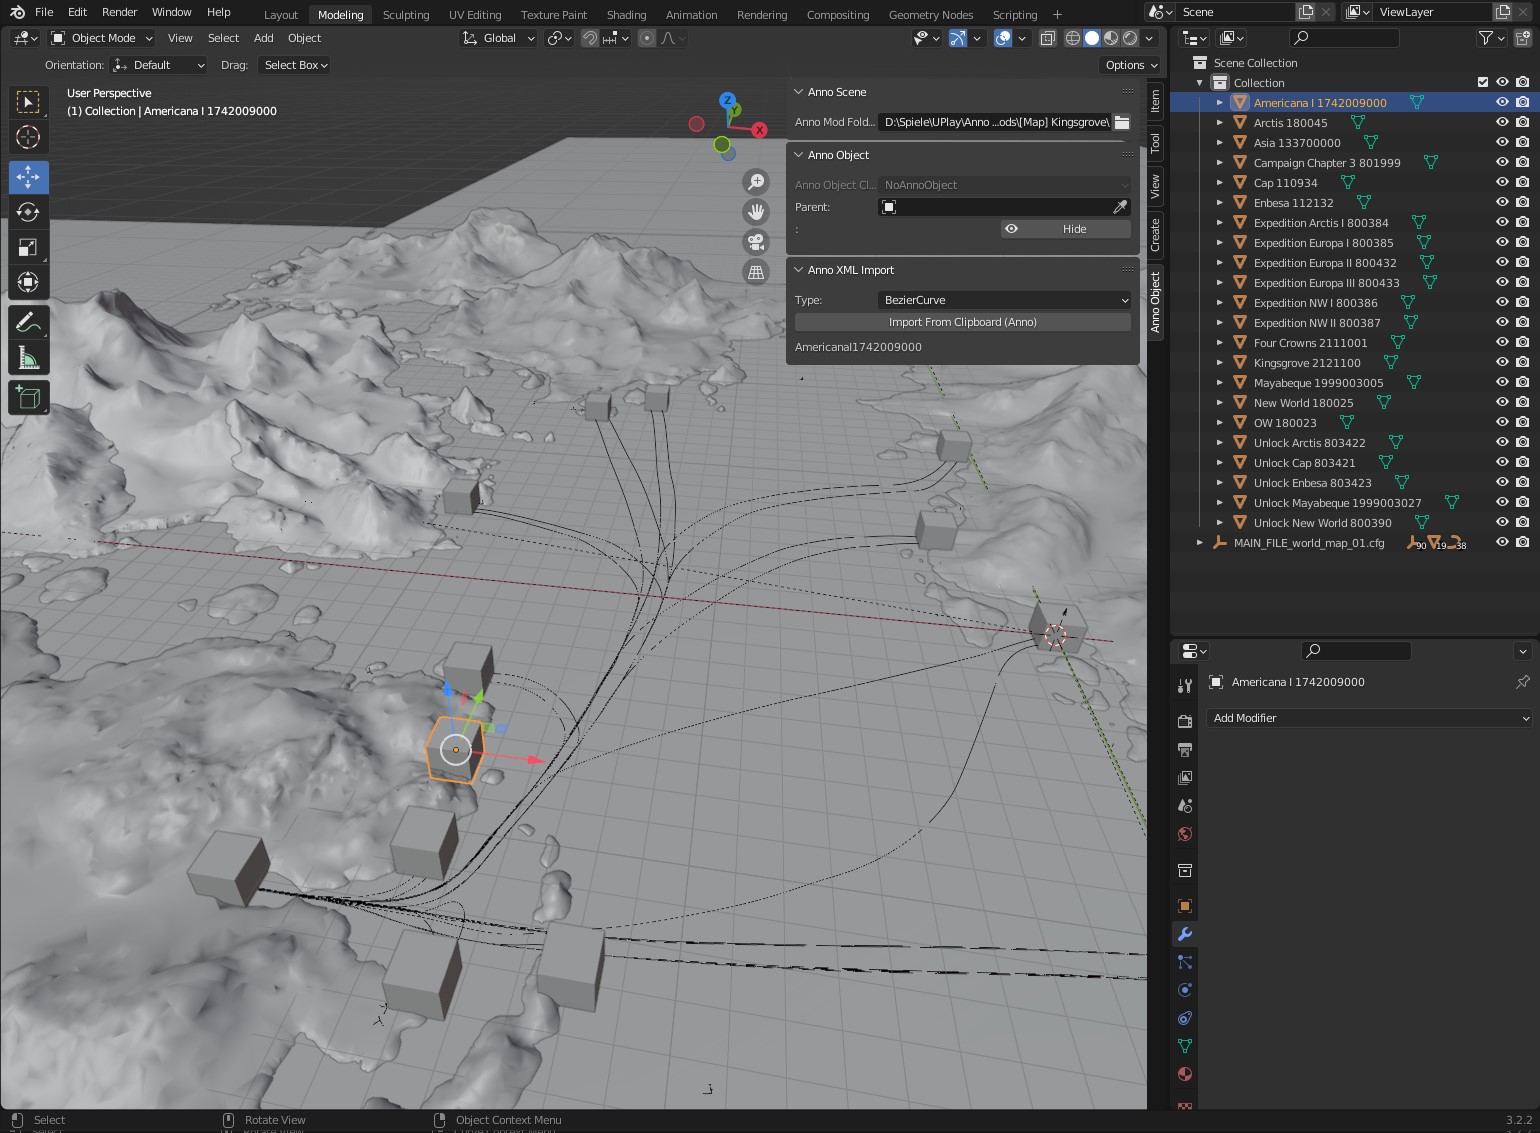 File Edit Render Window Help Layout Modeling Sculpting UV Editing Texture Paint Shading Animation Rendering Compositing Geometry Nodes Scripting + Scene ViewLayer
Object Mode View Select Add Object Global
Orientation: Default Drag: Select Box Options
User Perspective
(1) Collection | Americana I 1742009000
Z
Y
X
Anno Scene
Anno Mod Fold... D:\Spiele\UPlay\Anno ...ods\[Map] Kingsgrove\
Anno Object
Anno Object Cl... NoAnnoObject
Parent:
: Hide
Anno XML Import
Type: BezierCurve
Import From Clipboard (Anno)
AmericanaI1742009000
Item
Tool
View
Create
Anno Object
Scene Collection
Collection
Americana I 1742009000
Arctis 180045
Asia 133700000
Campaign Chapter 3 801999
Cap 110934
Enbesa 112132
Expedition Arctis I 800384
Expedition Europa I 800385
Expedition Europa II 800432
Expedition Europa III 800433
Expedition NW I 800386
Expedition NW II 800387
Four Crowns 2111001
Kingsgrove 2121100
Mayabeque 1999003005
New World 180025
OW 180023
Unlock Arctis 803422
Unlock Cap 803421
Unlock Enbesa 803423
Unlock Mayabeque 1999003027
Unlock New World 800390
MAIN_FILE_world_map_01.cfg 90 19 38
Americana I 1742009000
Add Modifier
Select Rotate View Object Context Menu 3.2.2